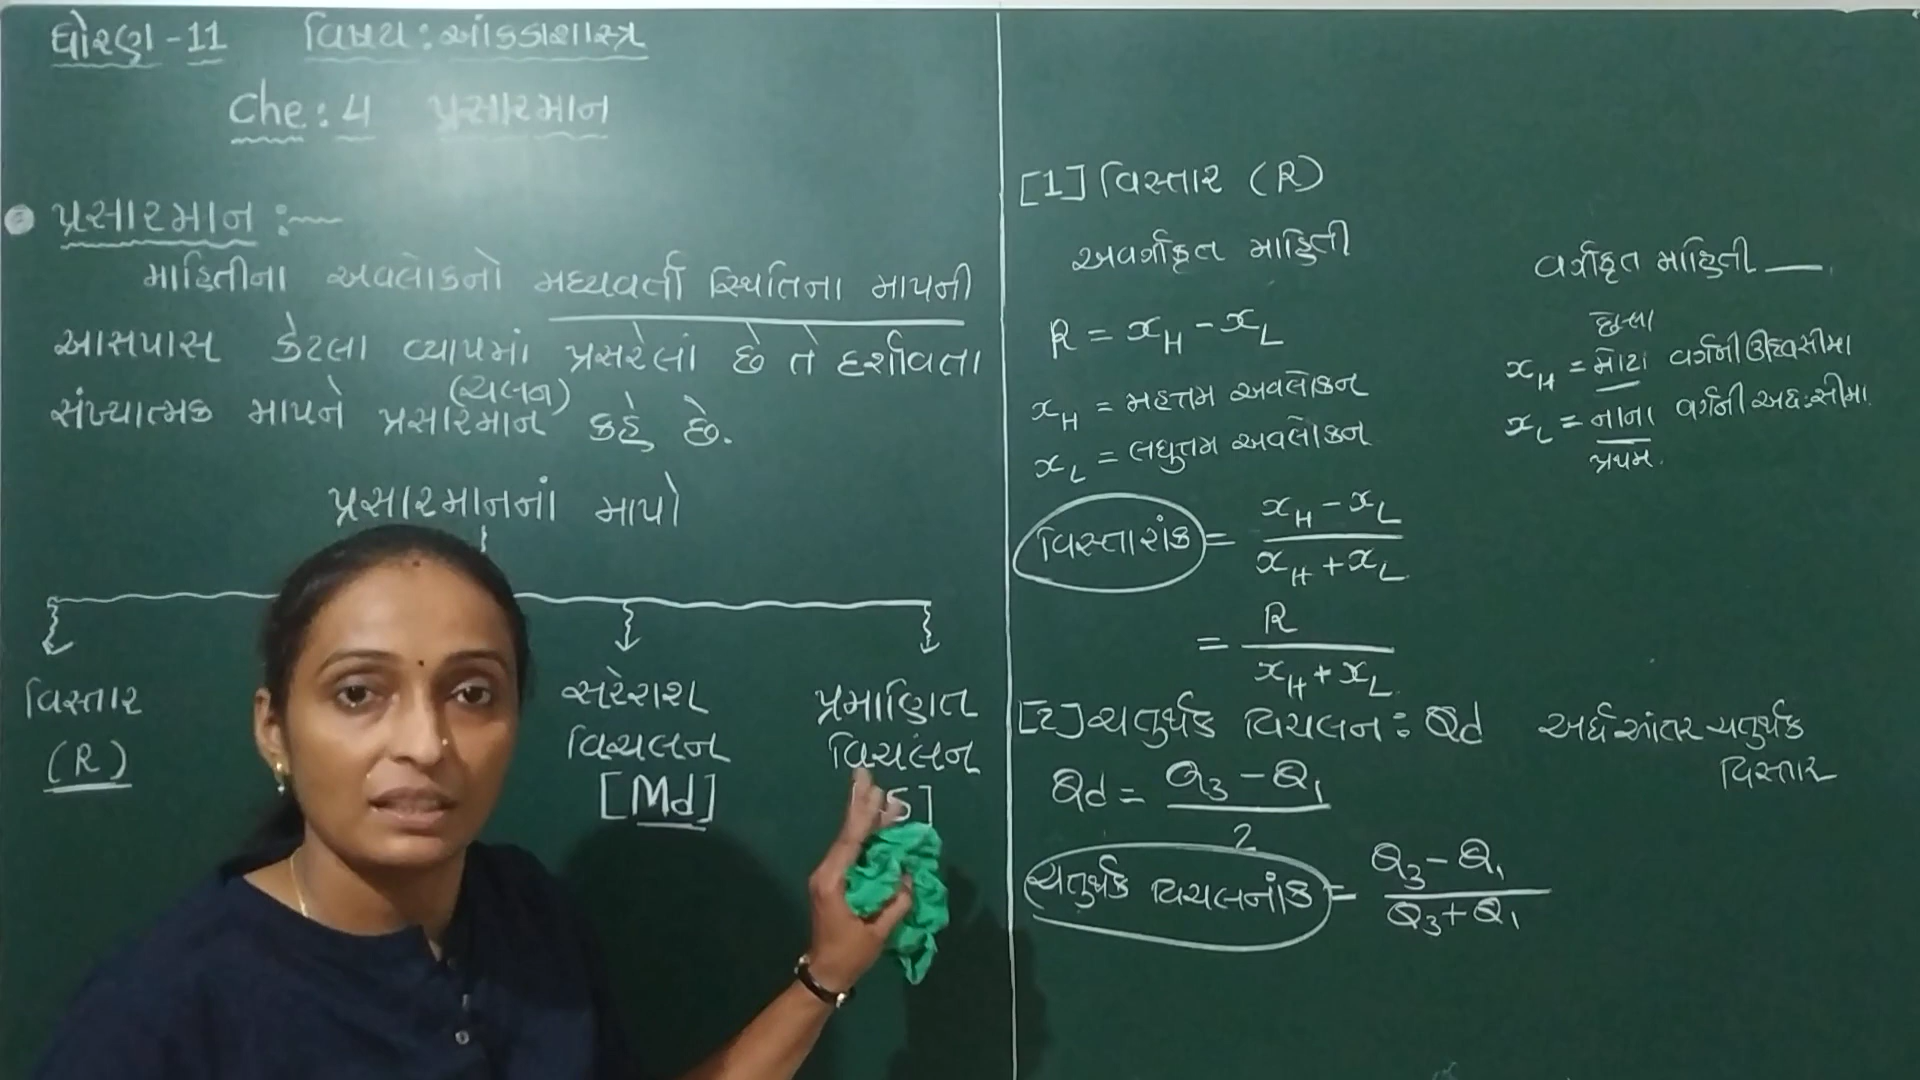 ધોરણ - 11 વિષય : આંકડાશાસ્ત્ર
Che : 4 પ્રસારમાન
પ્રસારમાન :—
માહિતીના અવલોકનો મધ્યવર્તી સ્થિતિના માપની
આસપાસ કેટલા વ્યાપમાં પ્રસરેલાં છે તે દર્શાવતા
(ચલન)
સંખ્યાત્મક માપને પ્રસારમાન કહે છે.
પ્રસારમાનનાં માપો
વિસ્તાર
(R)
સરેરાશ
વિચલન
[Md]
પ્રમાણિત
વિચલન
S]
[1] વિસ્તાર (R)
અવર્ગીકૃત માહિતી
R = x_H - x_L
x_H = મહત્તમ અવલોકન
x_L = લઘુત્તમ અવલોકન
વર્ગીકૃત માહિતી —
છેલ્લા
x_H = મોટા વર્ગની ઊર્ધ્વસીમા
x_L = નાના વર્ગની અધઃસીમા
પ્રથમ.
વિસ્તારાંક = (x_H - x_L) / (x_H + x_L)
= R / (x_H + x_L)
[2] ચતુર્થક વિચલન : Qd અર્ધ આંતર ચતુર્થક
વિસ્તાર
Qd = (Q₃ - Q₁) / 2
ચતુર્થક વિચલનાંક = (Q₃ - Q₁) / (Q₃ + Q₁)